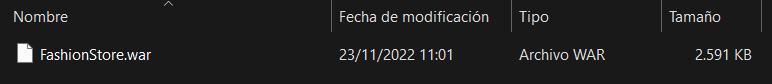 Nombre Fecha de modificación Tipo Tamaño
FashionStore.war 23/11/2022 11:01 Archivo WAR 2.591 KB